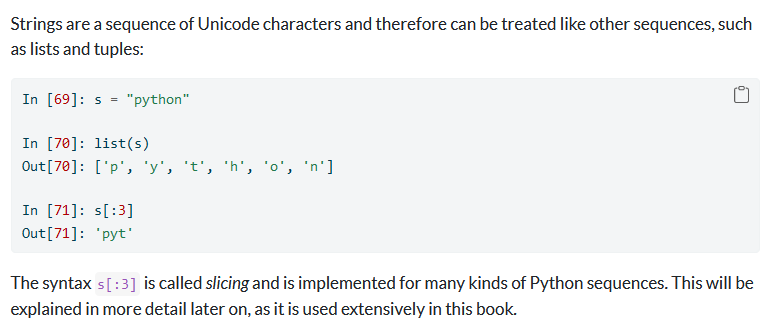 Strings are a sequence of Unicode characters and therefore can be treated like other sequences, such
as lists and tuples:
In [69]: s = "python"
In [70]: list(s)
Out[70]: ['p', 'y', 't', 'h', 'o', 'n']
In [71]: s[:3]
Out[71]: 'pyt'
The syntax s[:3] is called slicing and is implemented for many kinds of Python sequences. This will be
explained in more detail later on, as it is used extensively in this book.